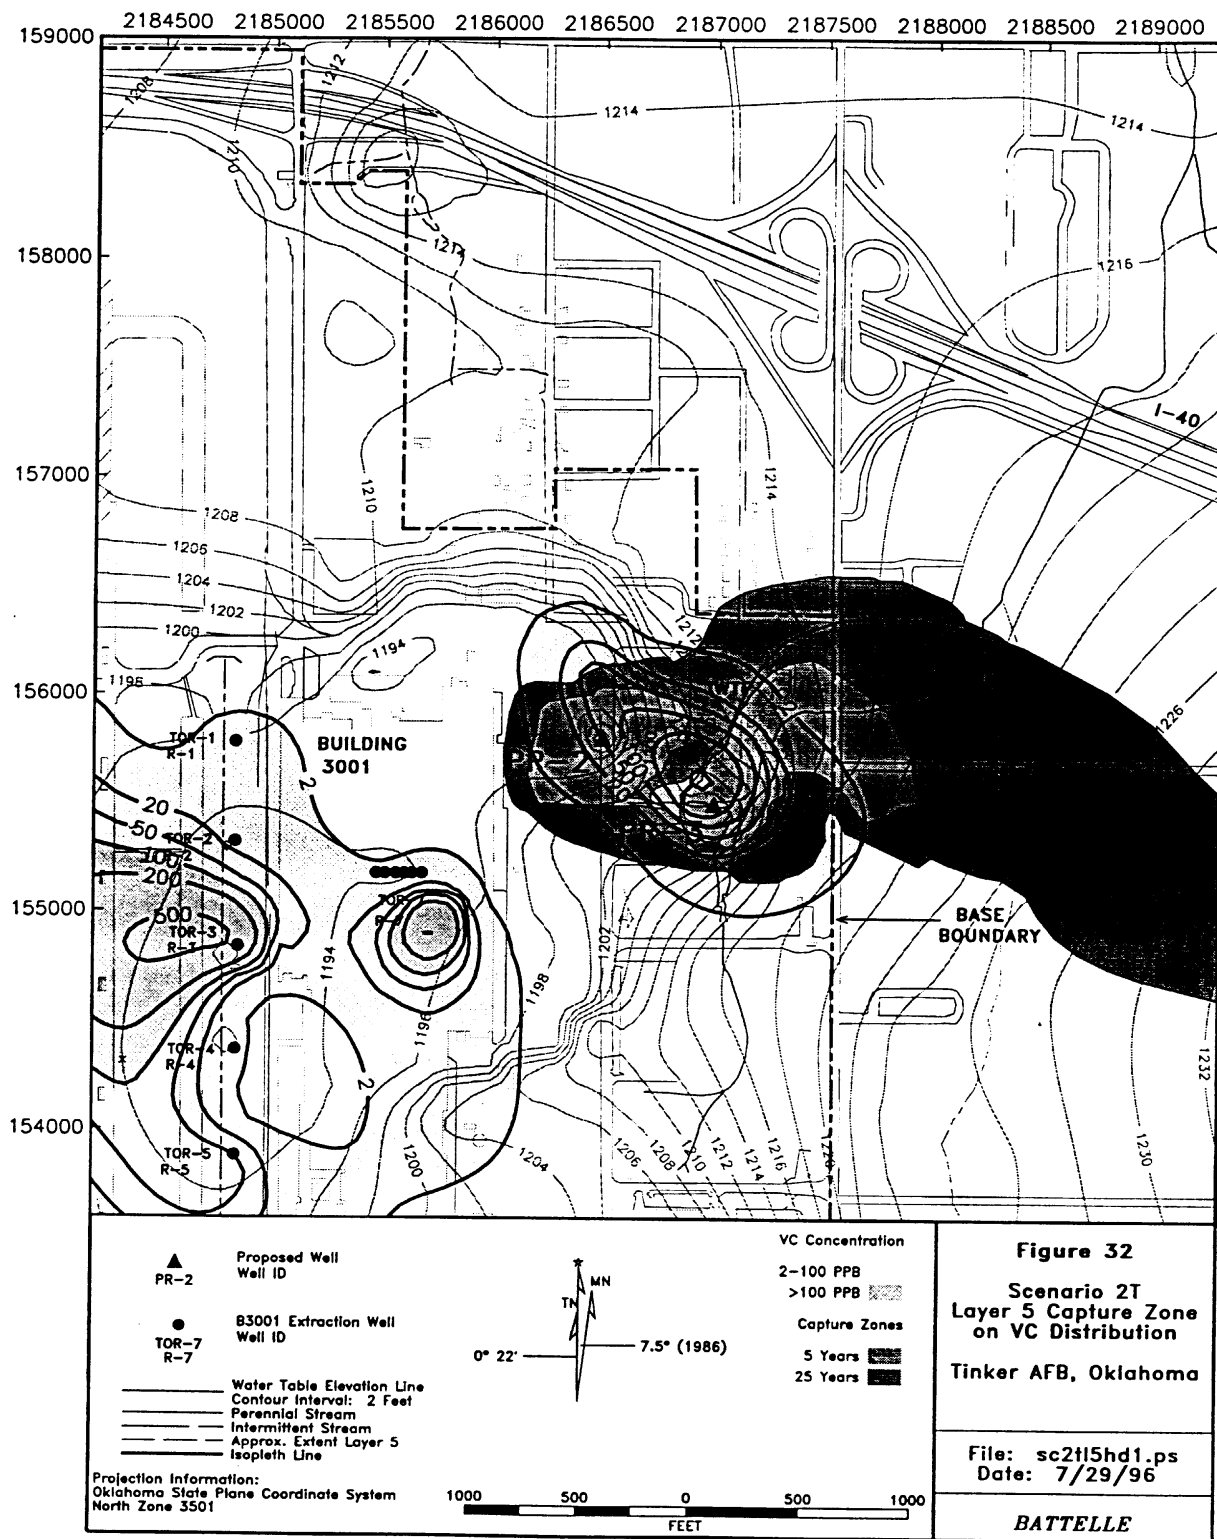 2184500 2185000 2185500 2186000 2186500 2187000 2187500 2188000 2188500 2189000
159000
158000
157000
156000
155000
154000
1208
1210
1212
1214
1214
1214
1216
I-40
1210
1214
1208
1206
1204
1202
1200
1196
1194
1212
1226
TOR-1
R-1
BUILDING
3001
2
20
50
100
200
500
TOR-2
TOR-3
R-3
TOR-4
R-4
TOR-5
R-5
2
1194
1196
1198
1202
BASE
BOUNDARY
1200
1204
1206
1208
1210
1212
1214
1216
1230
1232
PR-2
Proposed Well
Well ID
TOR-7
R-7
B3001 Extraction Well
Well ID
Water Table Elevation Line
Contour Interval: 2 Feet
Perennial Stream
Intermittent Stream
Approx. Extent Layer 5
Isopleth Line
Projection Information:
Oklahoma State Plane Coordinate System
North Zone 3501
TN
MN
0° 22'
7.5° (1986)
1000 500 0 500 1000
FEET
VC Concentration
2-100 PPB
>100 PPB
Capture Zones
5 Years
25 Years
Figure 32
Scenario 2T
Layer 5 Capture Zone
on VC Distribution
Tinker AFB, Oklahoma
File: sc2tl5hd1.ps
Date: 7/29/96
BATTELLE